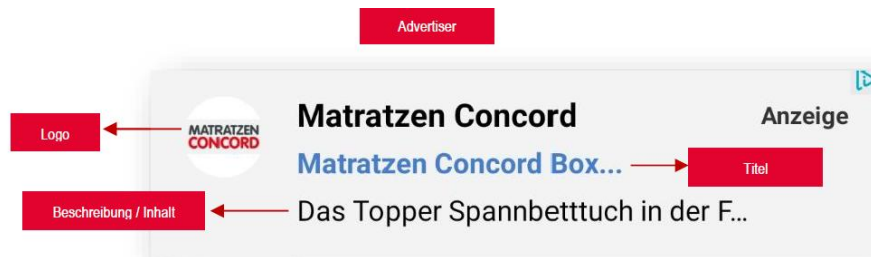 Advertiser
Matratzen Concord
Anzeige
Logo
MATRATZEN
CONCORD
Matratzen Concord Box...
Titel
Beschreibung / Inhalt
Das Topper Spannbetttuch in der F...